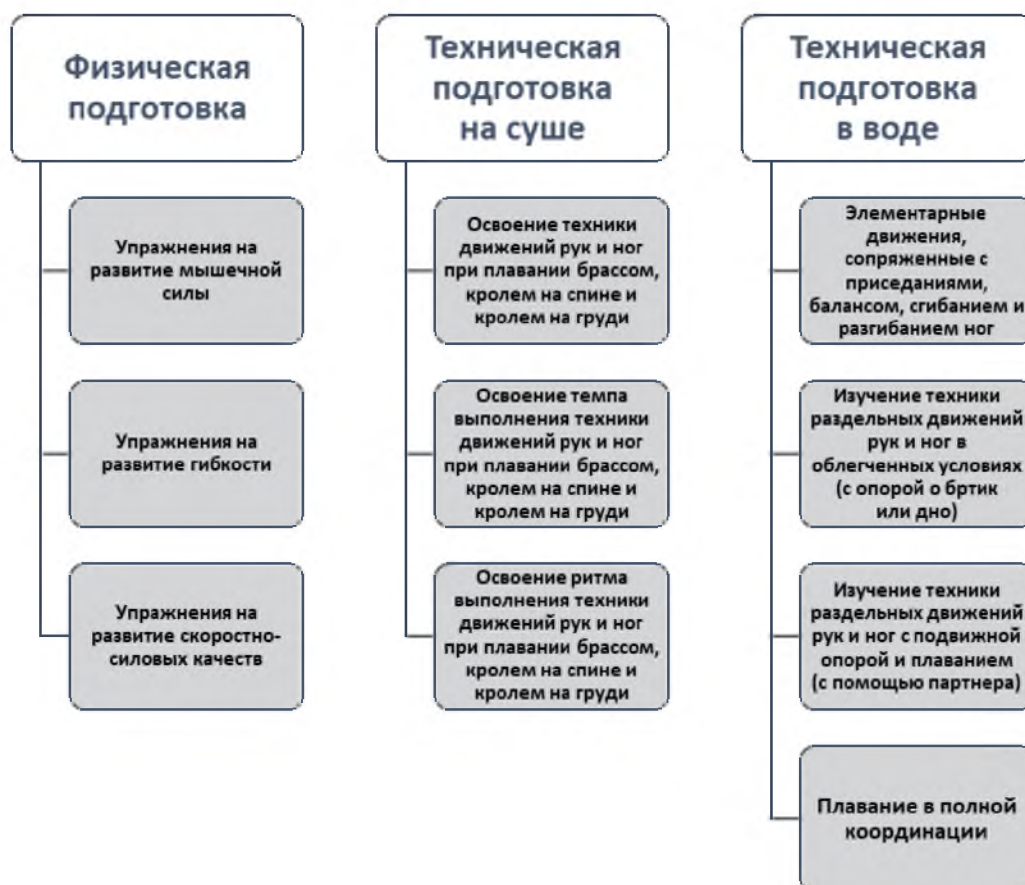 Физическая
подготовка
Упражнения на
развитие мышечной
силы
Упражнения на
развитие гибкости
Упражнения на
развитие скоростно-
силовых качеств
Техническая
подготовка
на суше
Освоение техники
движений рук и ног
при плавании брассом,
кролем на спине и
кролем на груди
Освоение темпа
выполнения техники
движений рук и ног
при плавании брассом,
кролем на спине и
кролем на груди
Освоение ритма
выполнения техники
движений рук и ног
при плавании брассом,
кролем на спине и
кролем на груди
Техническая
подготовка
в воде
Элементарные
движения,
сопряженные с
приседаниями,
балансом, сгибанием и
разгибанием ног
Изучение техники
раздельных движений
рук и ног в
облегченных условиях
(с опорой о бртик
или дно)
Изучение техники
раздельных движений
рук и ног с подвижной
опорой и плаванием
(с помощью партнера)
Плавание в полной
координации